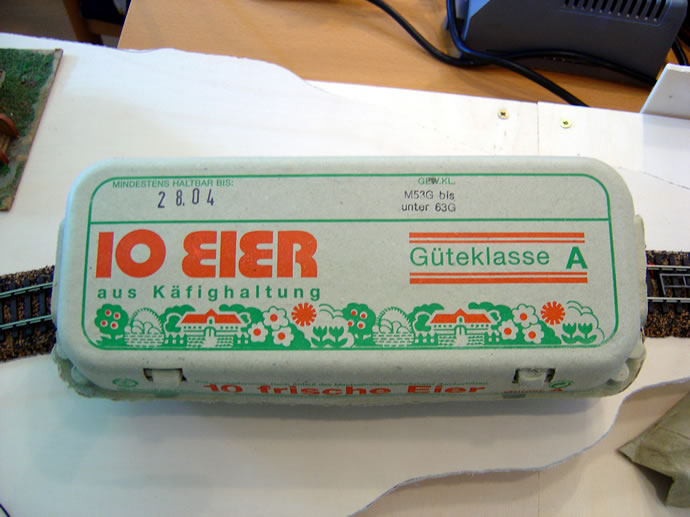 MINDESTENS HALTBAR BIS:
28.04
GEW.KL.
M53G bis
unter 63G
10 EIER
aus Käfighaltung
Güteklasse A
10 frische Eier